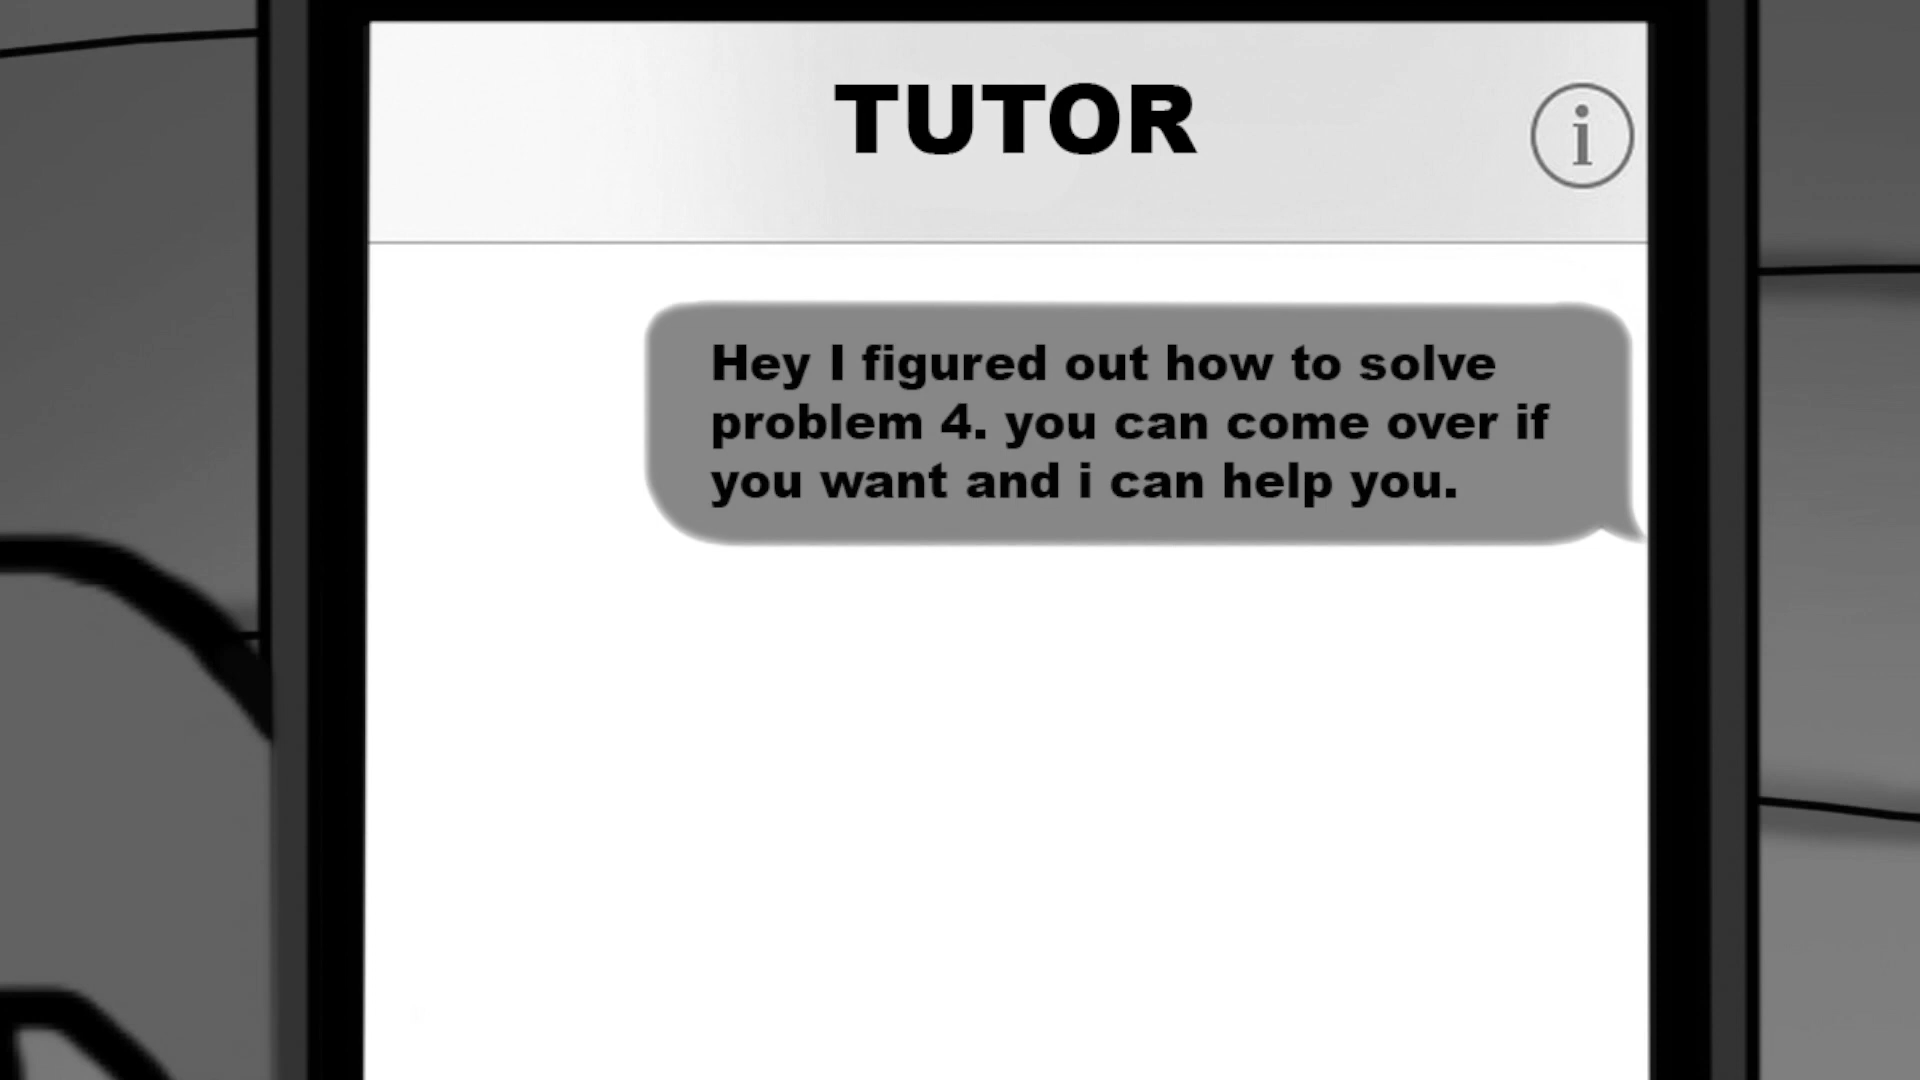 TUTOR
i
Hey I figured out how to solve
problem 4. you can come over if
you want and i can help you.